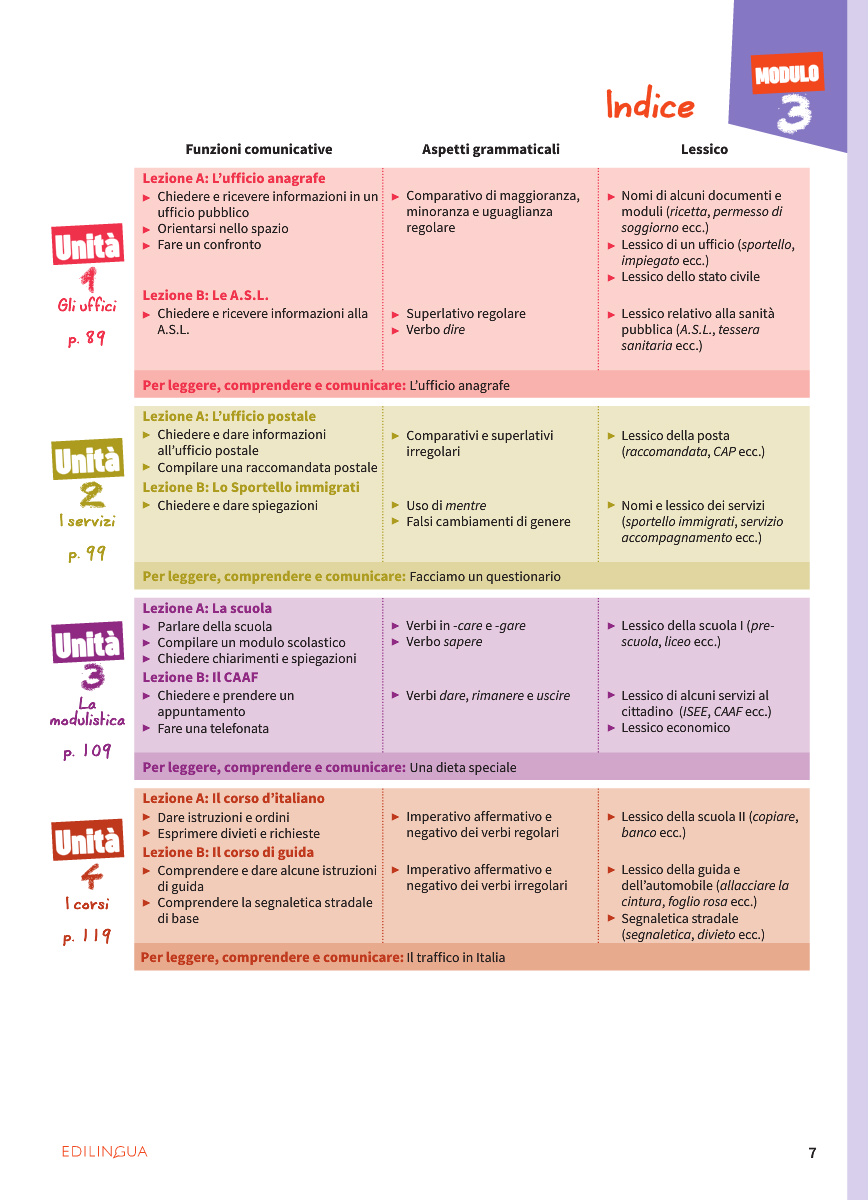 MODULO
3
Indice
Funzioni comunicative
Aspetti grammaticali
Lessico
Unità
1
Gli uffici
p. 89
Lezione A: L'ufficio anagrafe
► Chiedere e ricevere informazioni in un
ufficio pubblico
► Orientarsi nello spazio
► Fare un confronto
► Comparativo di maggioranza,
minoranza e uguaglianza
regolare
► Nomi di alcuni documenti e
moduli (ricetta, permesso di
soggiorno ecc.)
► Lessico di un ufficio (sportello,
impiegato ecc.)
► Lessico dello stato civile
Lezione B: Le A.S.L.
► Chiedere e ricevere informazioni alla
A.S.L.
► Superlativo regolare
► Verbo dire
► Lessico relativo alla sanità
pubblica (A.S.L., tessera
sanitaria ecc.)
Per leggere, comprendere e comunicare: L'ufficio anagrafe
Unità
2
I servizi
p. 99
Lezione A: L'ufficio postale
► Chiedere e dare informazioni
all'ufficio postale
► Compilare una raccomandata postale
► Comparativi e superlativi
irregolari
► Lessico della posta
(raccomandata, CAP ecc.)
Lezione B: Lo Sportello immigrati
► Chiedere e dare spiegazioni
► Uso di mentre
► Falsi cambiamenti di genere
► Nomi e lessico dei servizi
(sportello immigrati, servizio
accompagnamento ecc.)
Per leggere, comprendere e comunicare: Facciamo un questionario
Unità
3
La
modulistica
p. 109
Lezione A: La scuola
► Parlare della scuola
► Compilare un modulo scolastico
► Chiedere chiarimenti e spiegazioni
► Verbi in -care e -gare
► Verbo sapere
► Lessico della scuola I (pre-
scuola, liceo ecc.)
Lezione B: Il CAAF
► Chiedere e prendere un
appuntamento
► Fare una telefonata
► Verbi dare, rimanere e uscire
► Lessico di alcuni servizi al
cittadino (ISEE, CAAF ecc.)
► Lessico economico
Per leggere, comprendere e comunicare: Una dieta speciale
Unità
4
I corsi
p. 119
Lezione A: Il corso d'italiano
► Dare istruzioni e ordini
► Esprimere divieti e richieste
► Imperativo affermativo e
negativo dei verbi regolari
► Lessico della scuola II (copiare,
banco ecc.)
Lezione B: Il corso di guida
► Comprendere e dare alcune istruzioni
di guida
► Comprendere la segnaletica stradale
di base
► Imperativo affermativo e
negativo dei verbi irregolari
► Lessico della guida e
dell'automobile (allacciare la
cintura, foglio rosa ecc.)
► Segnaletica stradale
(segnaletica, divieto ecc.)
Per leggere, comprendere e comunicare: Il traffico in Italia
EDILINGUA
7